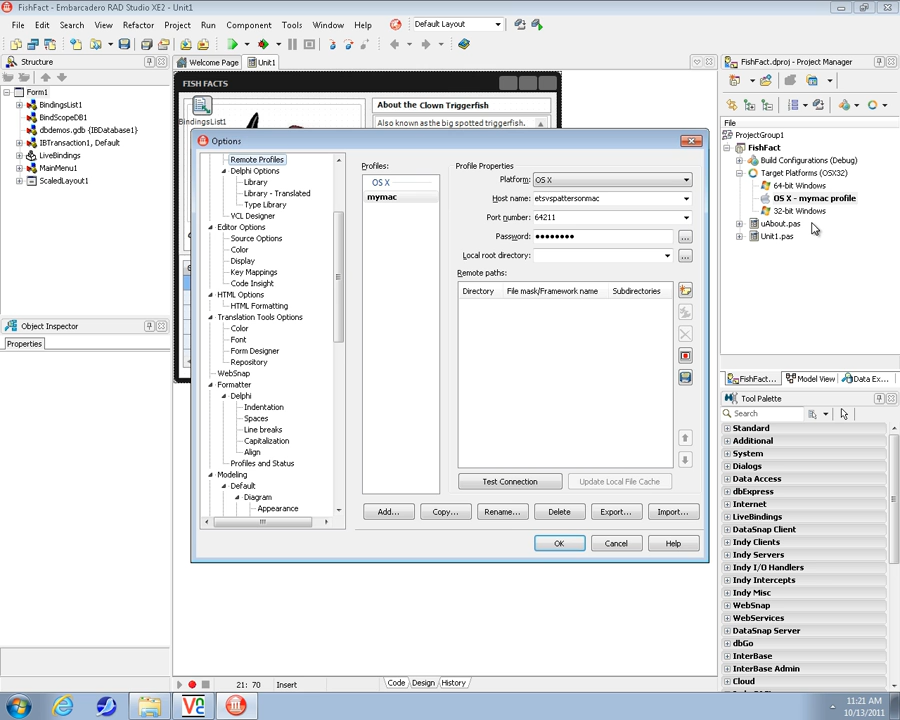 FishFact - Embarcadero RAD Studio XE2 - Unit1
File Edit Search View Refactor Project Run Component Tools Window Help
Default Layout
Structure
Form1
BindingsList1
BindScopeDB1
dbdemos.gdb {IBDatabase1}
IBTransaction1, Default
LiveBindings
MainMenu1
ScaledLayout1
Object Inspector
Properties
Welcome Page Unit1
FISH FACTS
BindingsList1
About the Clown Triggerfish
Also known as the big spotted triggerfish.
Options
Remote Profiles
Delphi Options
Library
Library - Translated
Type Library
VCL Designer
Editor Options
Source Options
Color
Display
Key Mappings
Code Insight
HTML Options
HTML Formatting
Translation Tools Options
Color
Font
Form Designer
Repository
WebSnap
Formatter
Delphi
Indentation
Spaces
Line breaks
Capitalization
Align
Profiles and Status
Modeling
Default
Diagram
Appearance
Profiles:
OS X
mymac
Profile Properties
Platform: OS X
Host name: etsvspattersonmac
Port number: 64211
Password: ••••••••
Local root directory:
Remote paths:
Directory File mask/Framework name Subdirectories
Test Connection Update Local File Cache
Add... Copy... Rename... Delete Export... Import...
OK Cancel Help
21: 70 Insert
Code Design History
FishFact.dproj - Project Manager
File
ProjectGroup1
FishFact
Build Configurations (Debug)
Target Platforms (OSX32)
64-bit Windows
OS X - mymac profile
32-bit Windows
uAbout.pas
Unit1.pas
FishFact... Model View Data Ex...
Tool Palette
Search
Standard
Additional
System
Dialogs
Data Access
dbExpress
Internet
LiveBindings
DataSnap Client
Indy Clients
Indy Servers
Indy I/O Handlers
Indy Intercepts
Indy Misc
WebSnap
WebServices
DataSnap Server
dbGo
InterBase
InterBase Admin
Cloud
11:21 AM
10/13/2011